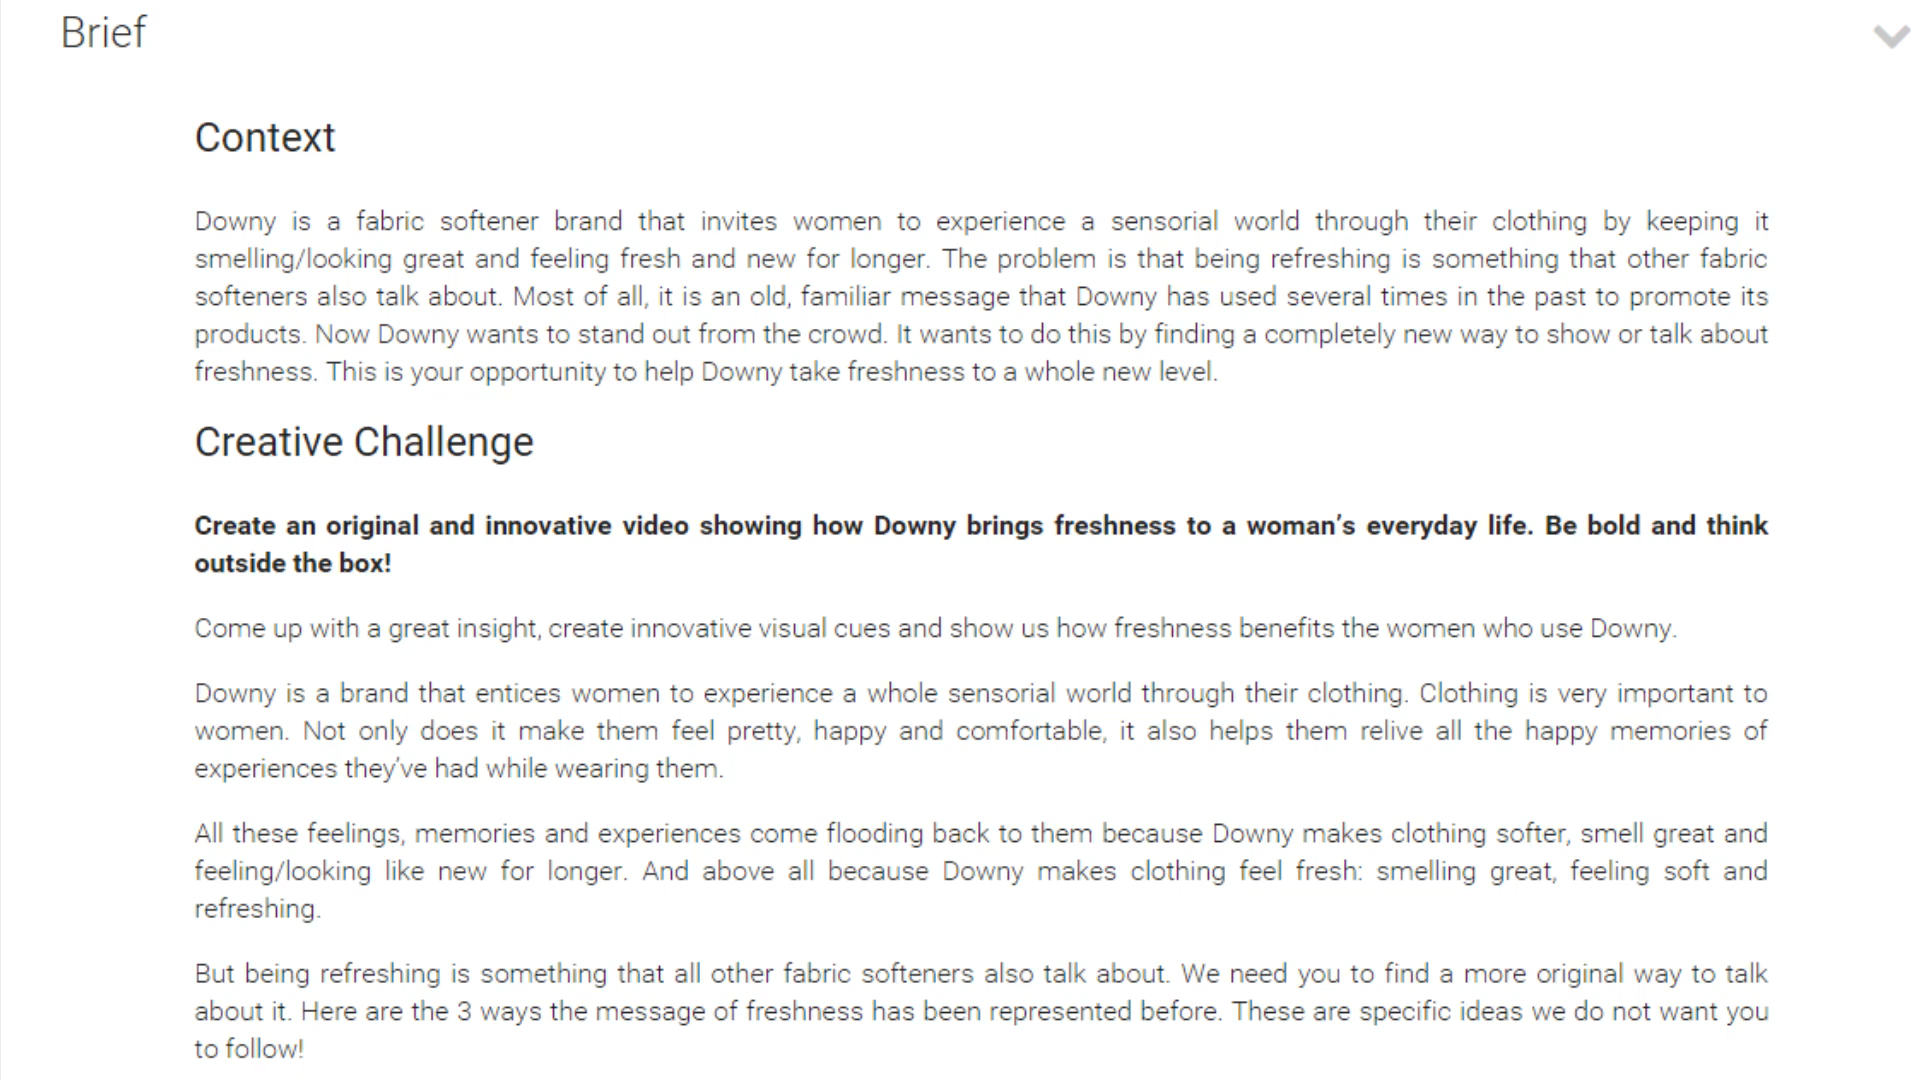 Brief
Context
Downy is a fabric softener brand that invites women to experience a sensorial world through their clothing by keeping it
smelling/looking great and feeling fresh and new for longer. The problem is that being refreshing is something that other fabric
softeners also talk about. Most of all, it is an old, familiar message that Downy has used several times in the past to promote its
products. Now Downy wants to stand out from the crowd. It wants to do this by finding a completely new way to show or talk about
freshness. This is your opportunity to help Downy take freshness to a whole new level.
Creative Challenge
Create an original and innovative video showing how Downy brings freshness to a woman's everyday life. Be bold and think
outside the box!
Come up with a great insight, create innovative visual cues and show us how freshness benefits the women who use Downy.
Downy is a brand that entices women to experience a whole sensorial world through their clothing. Clothing is very important to
women. Not only does it make them feel pretty, happy and comfortable, it also helps them relive all the happy memories of
experiences they've had while wearing them.
All these feelings, memories and experiences come flooding back to them because Downy makes clothing softer, smell great and
feeling/looking like new for longer. And above all because Downy makes clothing feel fresh: smelling great, feeling soft and
refreshing.
But being refreshing is something that all other fabric softeners also talk about. We need you to find a more original way to talk
about it. Here are the 3 ways the message of freshness has been represented before. These are specific ideas we do not want you
to follow!